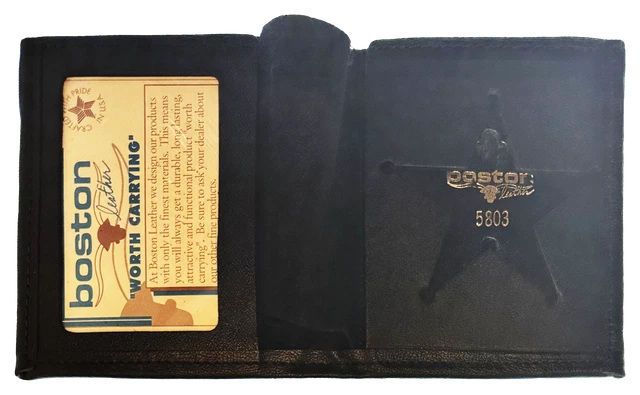 CRAFTED WITH PRIDE
IN USA
boston
Leather
"WORTH CARRYING"
At Boston Leather we design our products
with only the finest materials. This means
you will always get a durable, long lasting,
attractive and functional product "worth
carrying". Be sure to ask your dealer about
our other fine products.
boston
Leather
5803